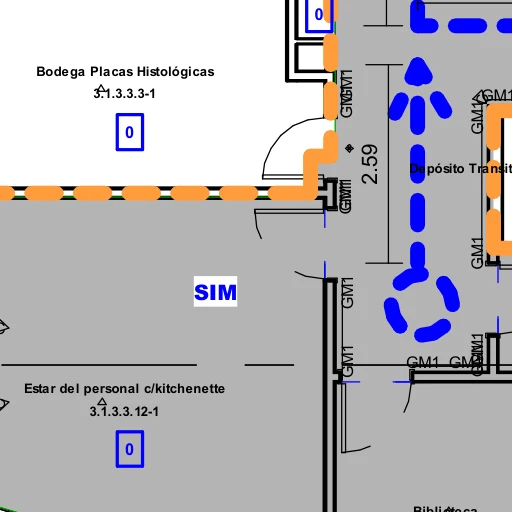 0
Bodega Placas Histológicas
3.1.3.3.3-1
0
GM1
GM1
GM1
GM1
2.59
Depósito Transit
GM1
GM1
SIM
GM1
GM1
GM1
GM1
GM1
Estar del personal c/kitchenette
3.1.3.3.12-1
0
Biblioteca